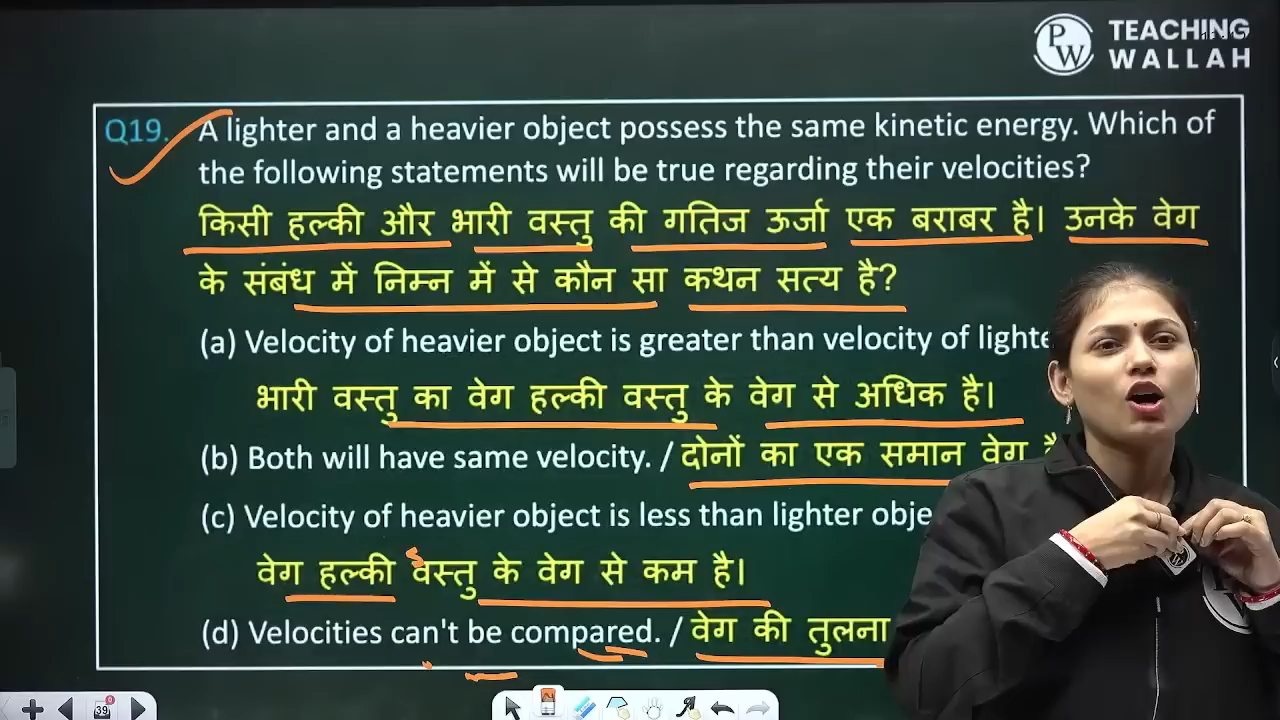 TEACHING
WALLAH
PW
Q19. A lighter and a heavier object possess the same kinetic energy. Which of
the following statements will be true regarding their velocities?
किसी हल्की और भारी वस्तु की गतिज ऊर्जा एक बराबर है। उनके वेग
के संबंध में निम्न में से कौन सा कथन सत्य है?
(a) Velocity of heavier object is greater than velocity of lighte
भारी वस्तु का वेग हल्की वस्तु के वेग से अधिक है।
(b) Both will have same velocity. / दोनों का एक समान वेग
(c) Velocity of heavier object is less than lighter obje
वेग हल्की वस्तु के वेग से कम है।
(d) Velocities can't be compared. / वेग की तुलना
39